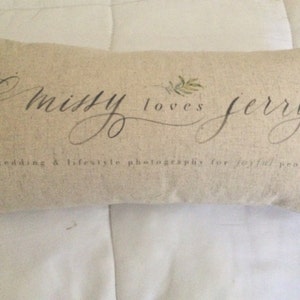 missy loves jerry
wedding & lifestyle photography for joyful